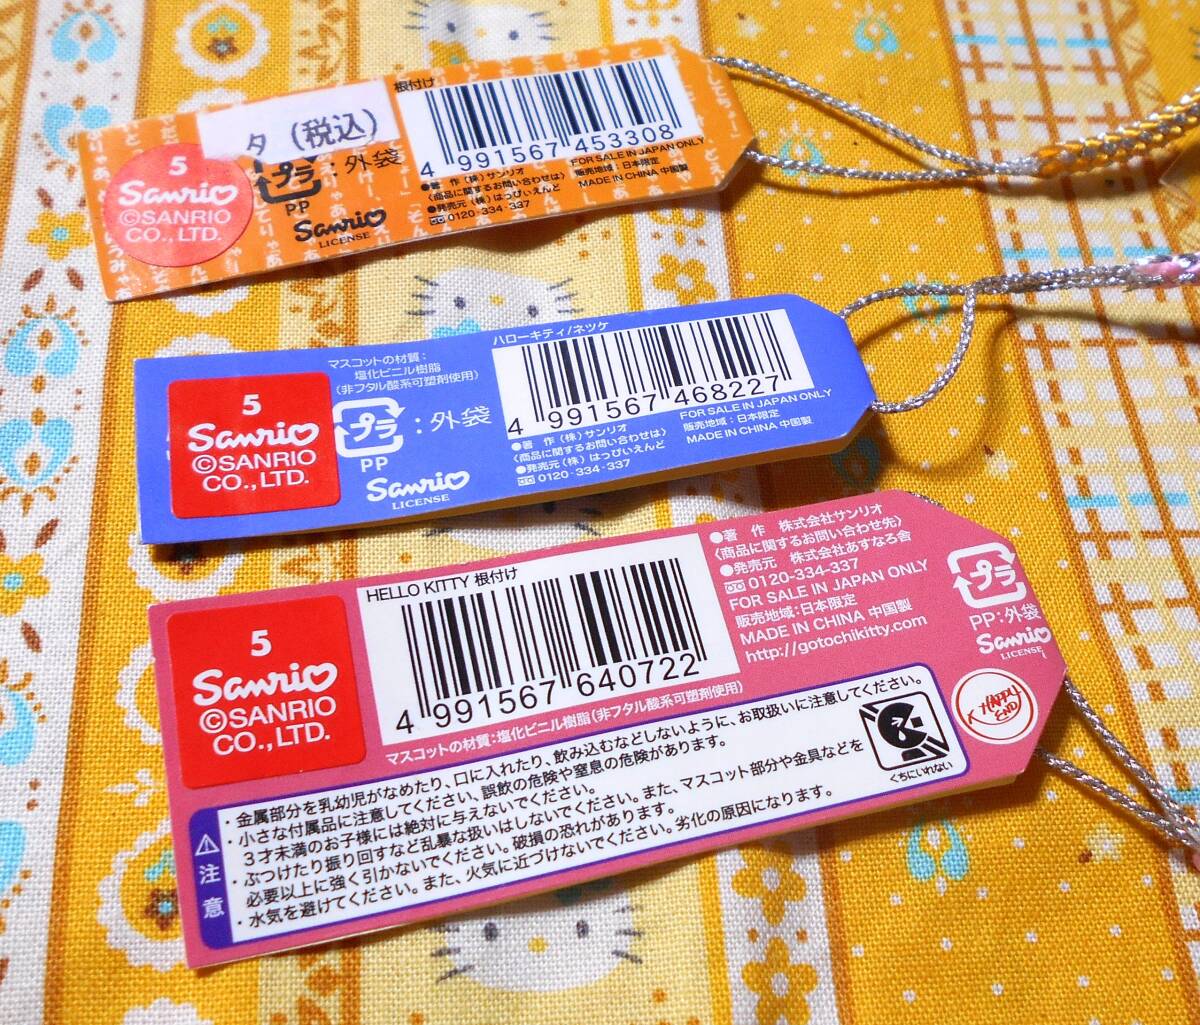 根付け
タ (税込)
4 991567 453308
5
Sanrio
©SANRIO
CO., LTD.
プラ :外袋
PP
Sanrio
LICENSE
●著 作 (株)サンリオ
〈商品に関するお問い合わせは〉
●発売元 (株)はっぴぃえんど
0120-334-337
FOR SALE IN JAPAN ONLY
販売地域:日本限定
MADE IN CHINA 中国製
ハローキティ/ネツケ
マスコットの材質:
塩化ビニル樹脂
(非フタル酸系可塑剤使用)
4 991567 468227
5
Sanrio
©SANRIO
CO., LTD.
プラ :外袋
PP
Sanrio
LICENSE
●著 作 (株)サンリオ
〈商品に関するお問い合わせは〉
●発売元 (株)はっぴぃえんど
0120-334-337
FOR SALE IN JAPAN ONLY
販売地域:日本限定
MADE IN CHINA 中国製
HELLO KITTY 根付け
4 991567 640722
5
Sanrio
©SANRIO
CO., LTD.
マスコットの材質:塩化ビニル樹脂(非フタル酸系可塑剤使用)
●著 作 株式会社サンリオ
〈商品に関するお問い合わせ先〉
●発売元 株式会社あすなろ舎
0120-334-337
FOR SALE IN JAPAN ONLY
販売地域:日本限定
MADE IN CHINA 中国製
http://gotochikitty.com
プラ
PP:外袋
Sanrio
LICENSE
HAPPY
END
注意
・金属部分を乳幼児がなめたり、口に入れたり、飲み込むなどしないように、お取扱いに注意してください。
・小さな付属品に注意してください、誤飲の危険や窒息の危険があります。
3才未満のお子様には絶対に与えないでください。
・ぶつけたり振り回すなど乱暴な扱いはしないでください。また、マスコット部分や金具などを
必要以上に強く引かないでください。破損の恐れがあります。
・水気を避けてください。また、火気に近づけないでください。劣化の原因になります。
くちにいれない